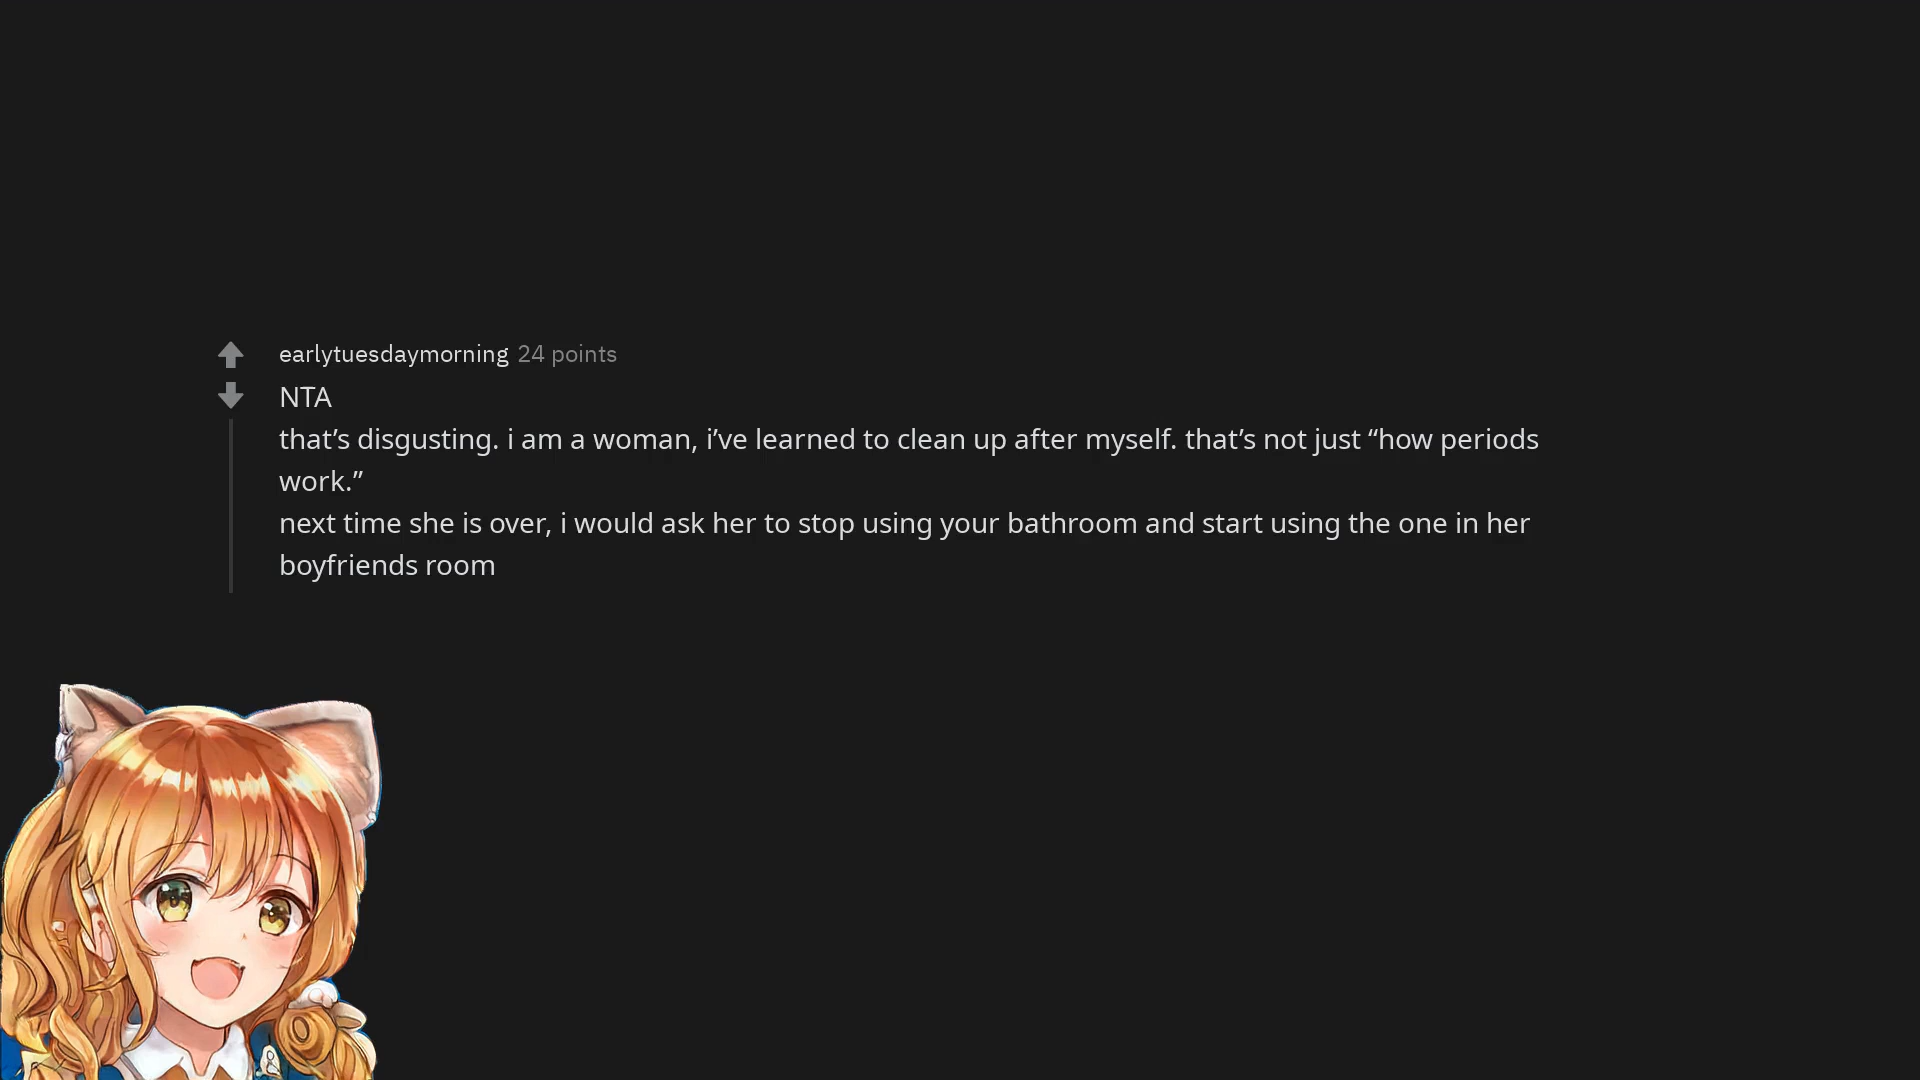 earlytuesdaymorning 24 points
NTA
that’s disgusting. i am a woman, i’ve learned to clean up after myself. that’s not just “how periods
work.”
next time she is over, i would ask her to stop using your bathroom and start using the one in her
boyfriends room